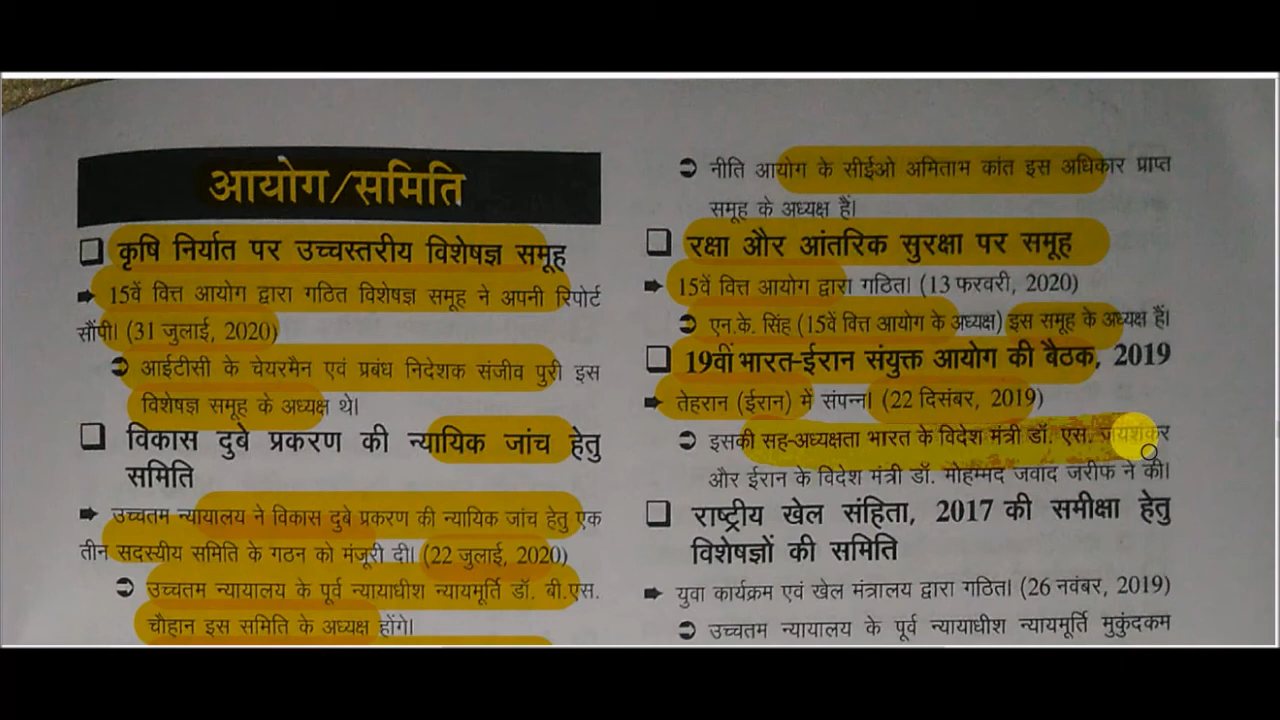 आयोग/समिति
❑ कृषि निर्यात पर उच्चस्तरीय विशेषज्ञ समूह
➡ 15वें वित्त आयोग द्वारा गठित विशेषज्ञ समूह ने अपनी रिपोर्ट
सौंपी। (31 जुलाई, 2020)
➲ आईटीसी के चेयरमैन एवं प्रबंध निदेशक संजीव पुरी इस
विशेषज्ञ समूह के अध्यक्ष थे।
❑ विकास दुबे प्रकरण की न्यायिक जांच हेतु
समिति
➡ उच्चतम न्यायालय ने विकास दुबे प्रकरण की न्यायिक जांच हेतु एक
तीन सदस्यीय समिति के गठन को मंजूरी दी। (22 जुलाई, 2020)
➲ उच्चतम न्यायालय के पूर्व न्यायाधीश न्यायमूर्ति डॉ. बी.एस.
चौहान इस समिति के अध्यक्ष होंगे।
➲ नीति आयोग के सीईओ अमिताभ कांत इस अधिकार प्राप्त
समूह के अध्यक्ष हैं।
❑ रक्षा और आंतरिक सुरक्षा पर समूह
➡ 15वें वित्त आयोग द्वारा गठित। (13 फरवरी, 2020)
➲ एन.के. सिंह (15वें वित्त आयोग के अध्यक्ष) इस समूह के अध्यक्ष हैं।
❑ 19वीं भारत-ईरान संयुक्त आयोग की बैठक, 2019
➡ तेहरान (ईरान) में संपन्न। (22 दिसंबर, 2019)
➲ इसकी सह-अध्यक्षता भारत के विदेश मंत्री डॉ. एस. जयशंकर
और ईरान के विदेश मंत्री डॉ. मोहम्मद जवाद जरीफ ने की।
❑ राष्ट्रीय खेल संहिता, 2017 की समीक्षा हेतु
विशेषज्ञों की समिति
➡ युवा कार्यक्रम एवं खेल मंत्रालय द्वारा गठित। (26 नवंबर, 2019)
➲ उच्चतम न्यायालय के पूर्व न्यायाधीश न्यायमूर्ति मुकुंदकम